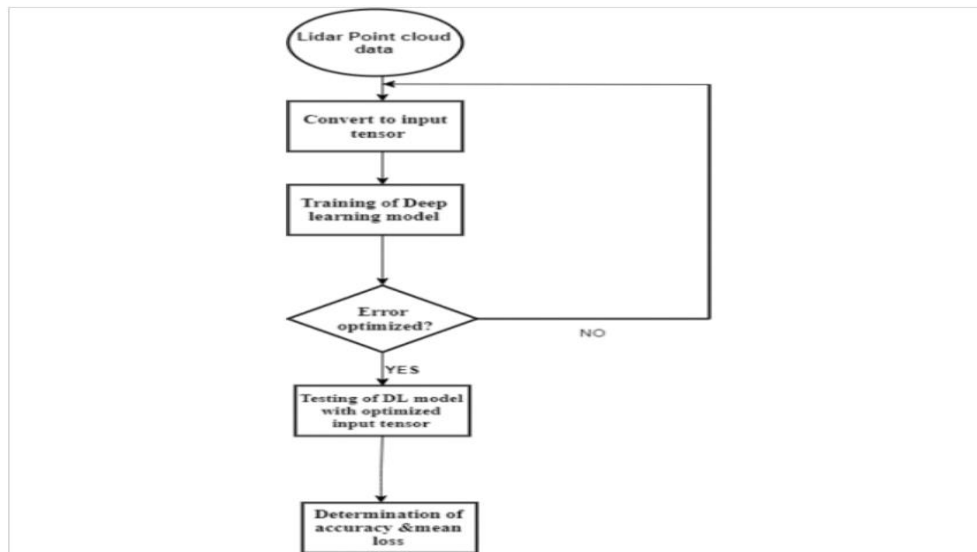 Lidar Point cloud
data
Convert to input
tensor
Training of Deep
learning model
Error
optimized?
NO
YES
Testing of DL model
with optimized
input tensor
Determination of
accuracy &mean
loss